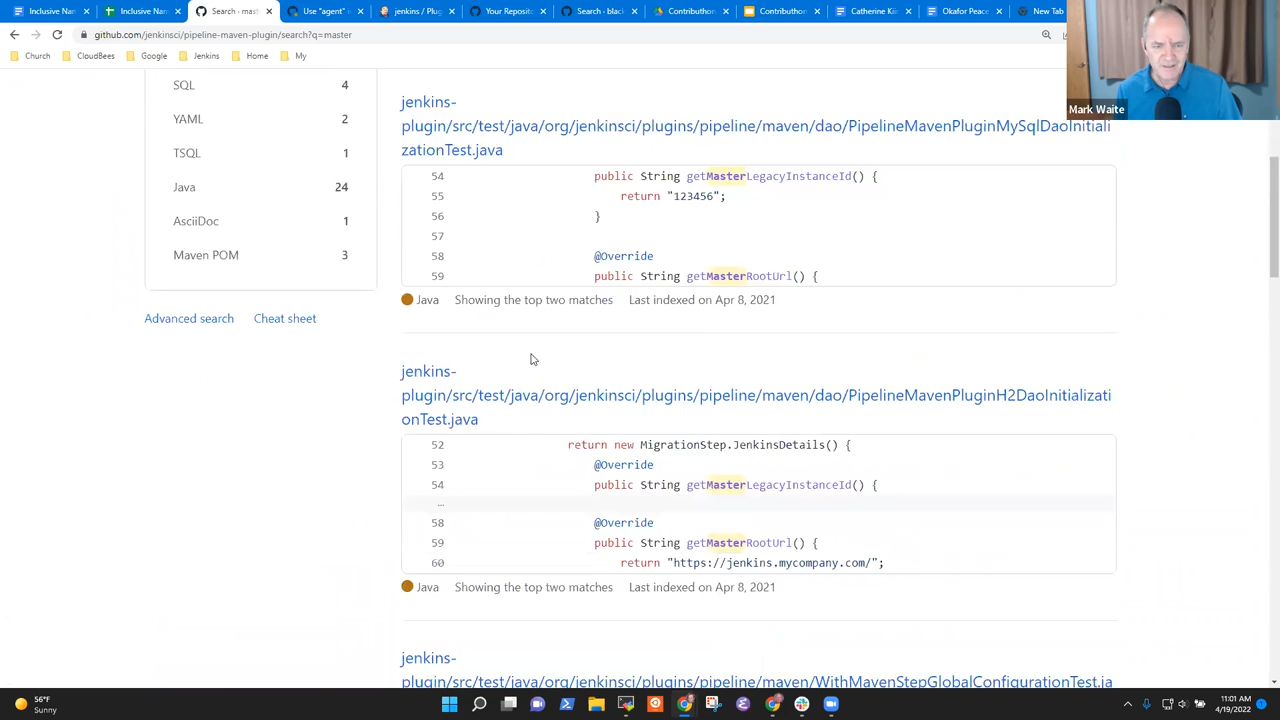 Inclusive Nam
Inclusive Nam
Search · mast
Use "agent" i
jenkins / Plug
Your Reposito
Search · blac
Contributhon
Contributhon
Catherine Kii
Okafor Peace
New Tab
github.com/jenkinsci/pipeline-maven-plugin/search?q=master
Church
CloudBees
Google
Jenkins
Home
My
Mark Waite
SQL 4
YAML 2
TSQL 1
Java 24
AsciiDoc 1
Maven POM 3
Advanced search Cheat sheet
jenkins-
plugin/src/test/java/org/jenkinsci/plugins/pipeline/maven/dao/PipelineMavenPluginMySqlDaoInitiali
zationTest.java
54 public String getMasterLegacyInstanceId() {
55 return "123456";
56 }
57
58 @Override
59 public String getMasterRootUrl() {
Java Showing the top two matches Last indexed on Apr 8, 2021
jenkins-
plugin/src/test/java/org/jenkinsci/plugins/pipeline/maven/dao/PipelineMavenPluginH2DaoInitializati
onTest.java
52 return new MigrationStep.JenkinsDetails() {
53 @Override
54 public String getMasterLegacyInstanceId() {
...
58 @Override
59 public String getMasterRootUrl() {
60 return "https://jenkins.mycompany.com/";
Java Showing the top two matches Last indexed on Apr 8, 2021
jenkins-
plugin/src/test/java/org/jenkinsci/plugins/pipeline/maven/WithMavenStepGlobalConfigurationTest.ja
56°F
Sunny
11:01 AM
4/19/2022